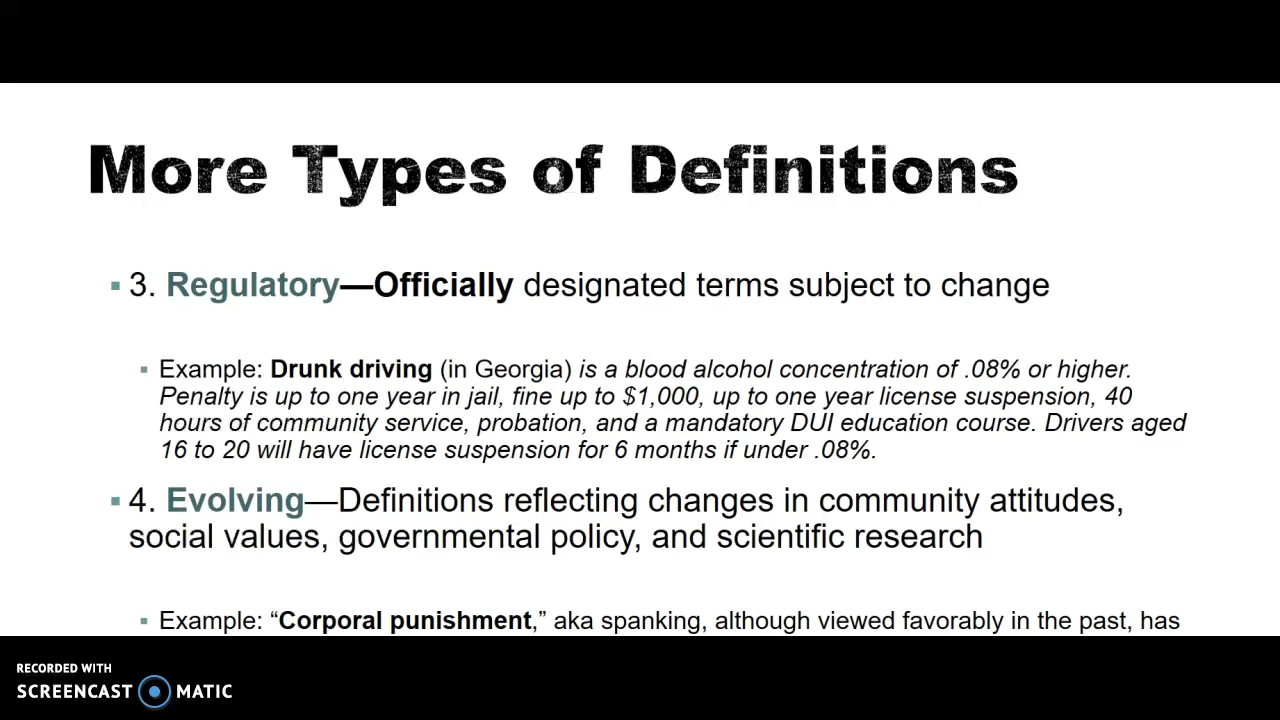 More Types of Definitions
▪ 3. Regulatory—Officially designated terms subject to change
▪ Example: Drunk driving (in Georgia) is a blood alcohol concentration of .08% or higher.
Penalty is up to one year in jail, fine up to $1,000, up to one year license suspension, 40
hours of community service, probation, and a mandatory DUI education course. Drivers aged
16 to 20 will have license suspension for 6 months if under .08%.
▪ 4. Evolving—Definitions reflecting changes in community attitudes,
social values, governmental policy, and scientific research
▪ Example: “Corporal punishment,” aka spanking, although viewed favorably in the past, has
RECORDED WITH
SCREENCAST MATIC